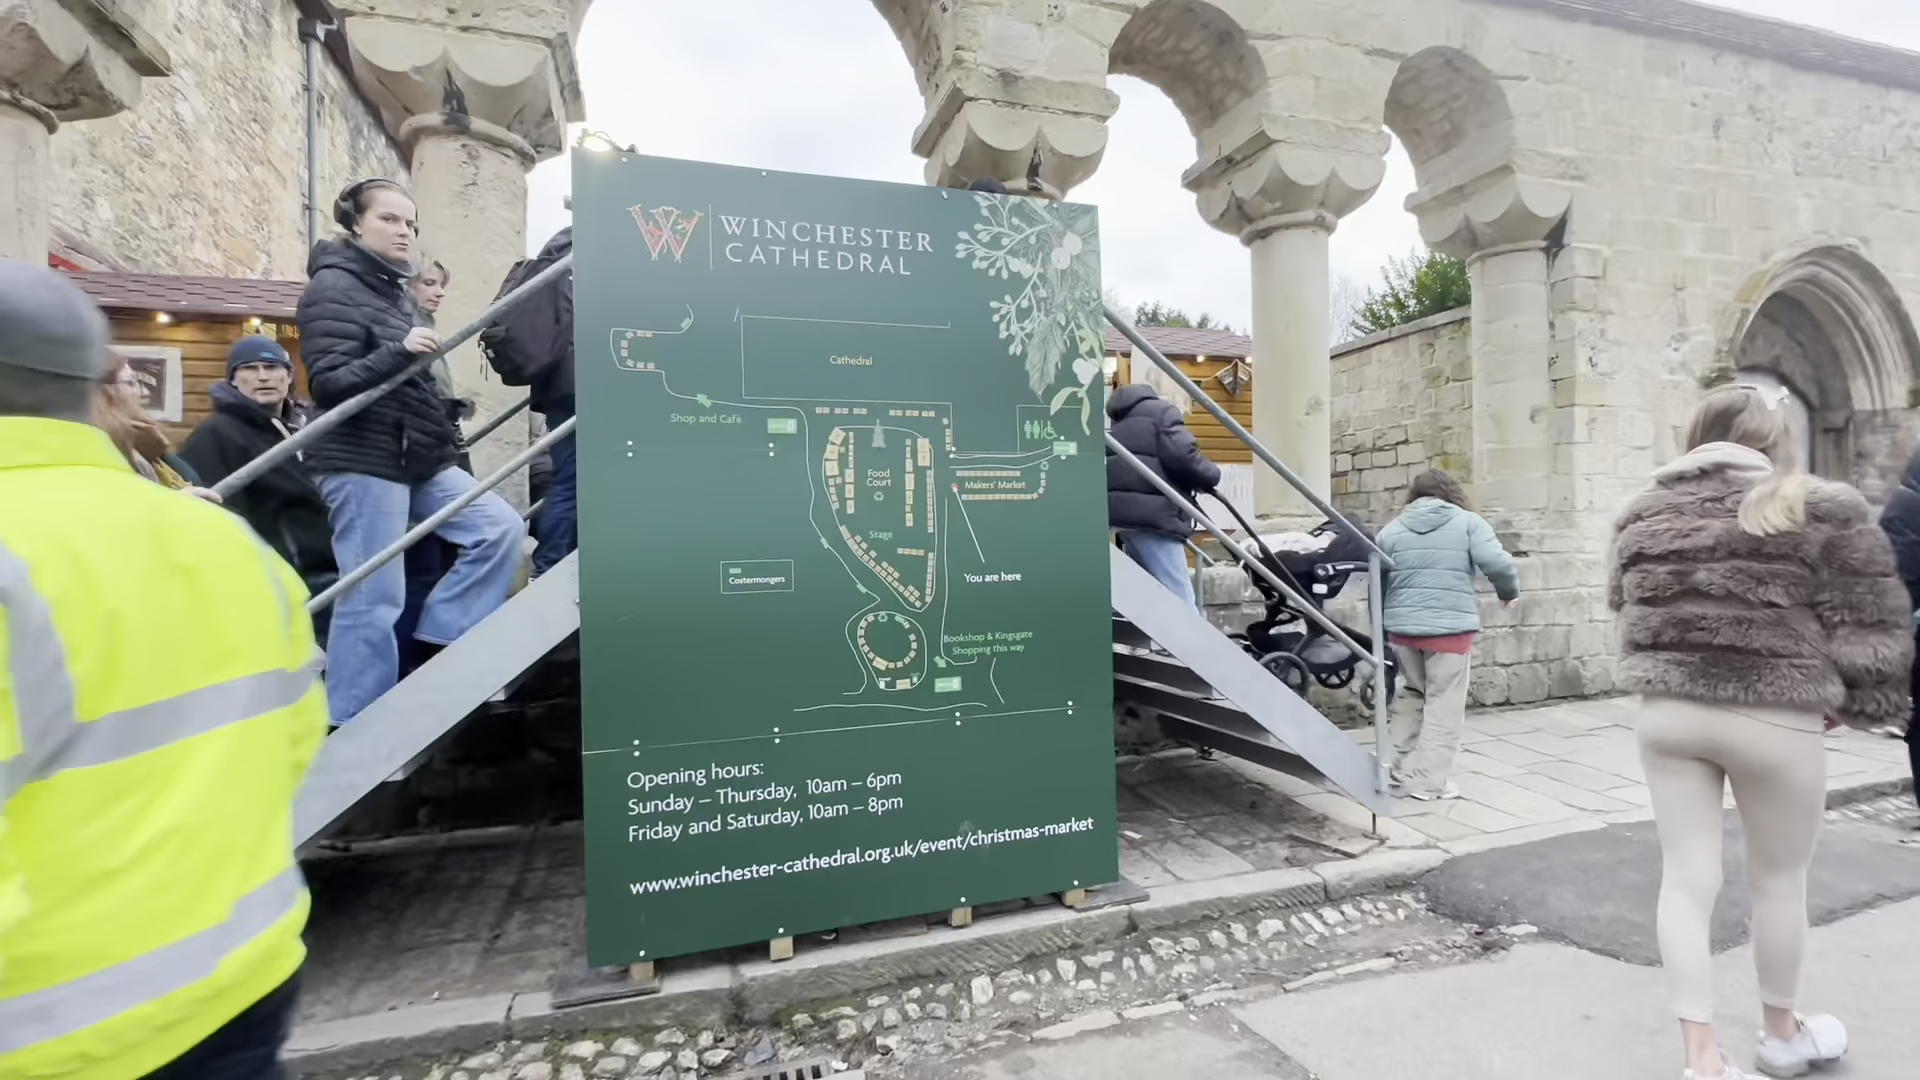 WINCHESTER
CATHEDRAL
Cathedral
Shop and Café
Food
Court
Makers' Market
Stage
Costermongers
You are here
Bookshop & Kingsgate
Shopping this way
Opening hours:
Sunday – Thursday, 10am – 6pm
Friday and Saturday, 10am – 8pm
www.winchester-cathedral.org.uk/event/christmas-market